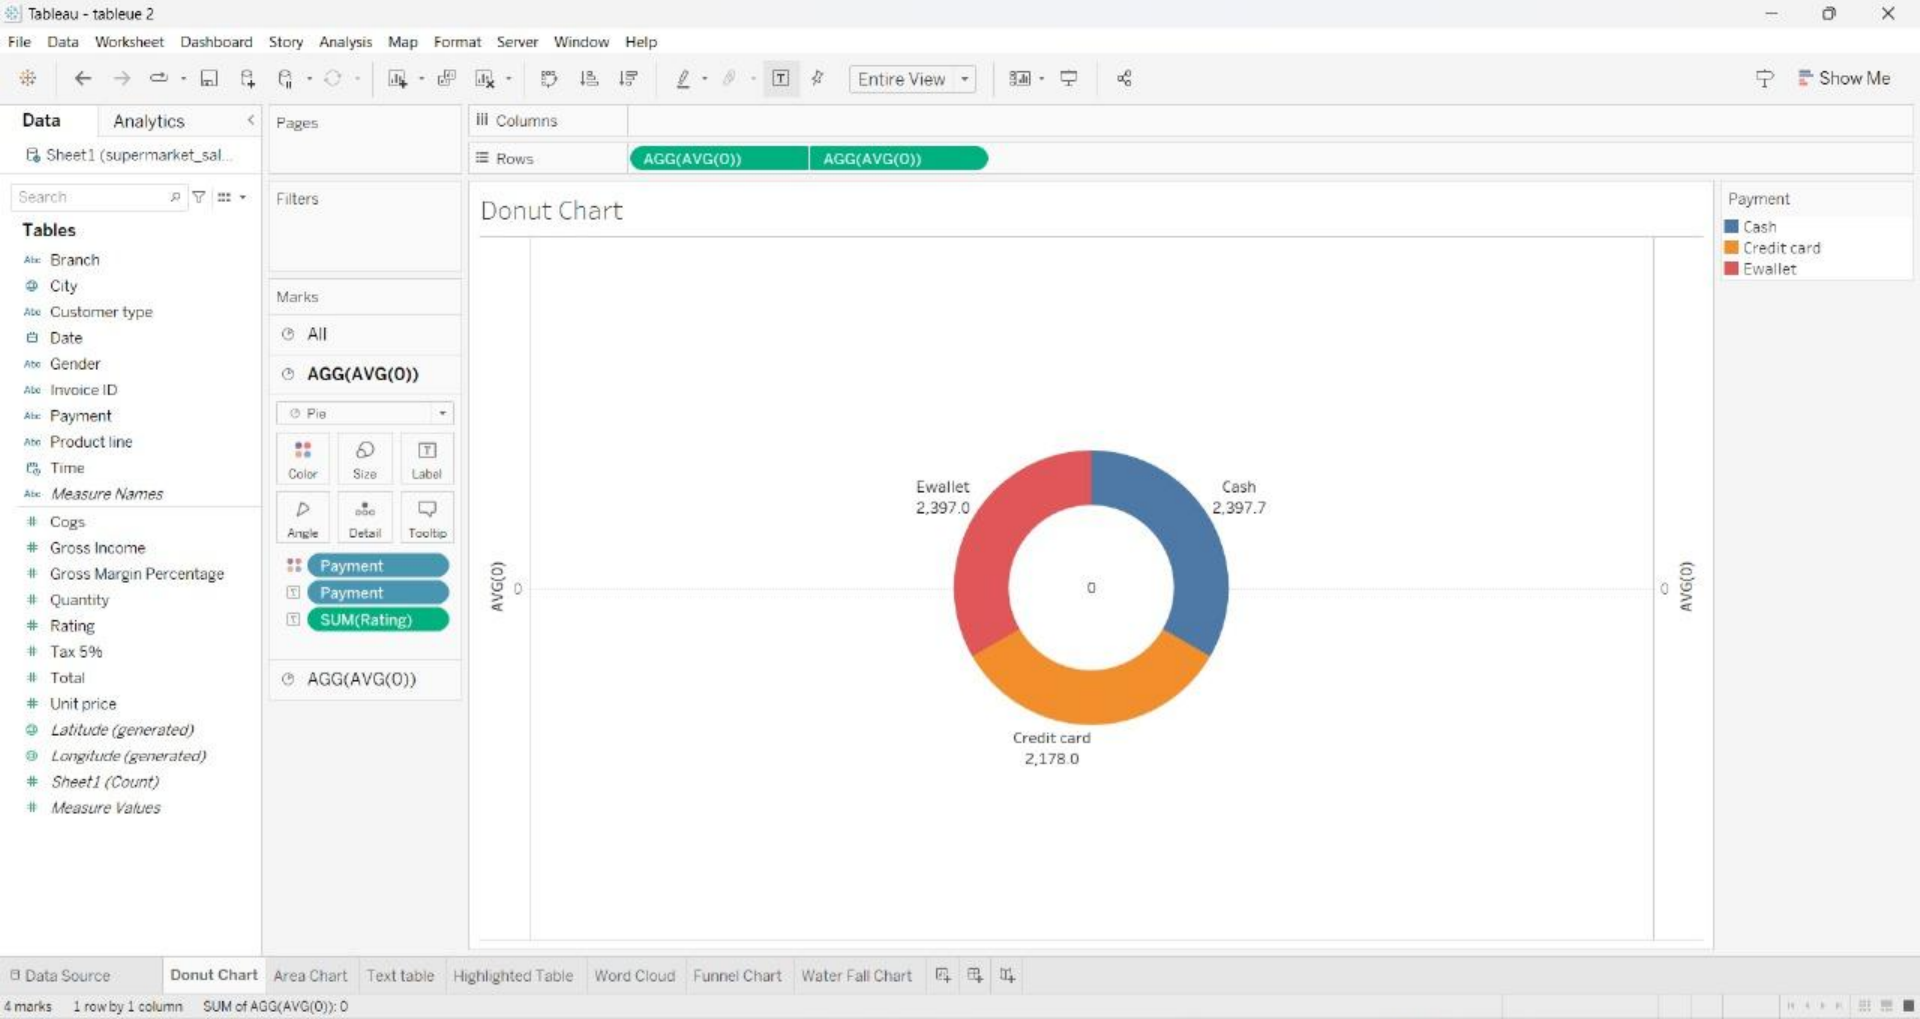 Tableau - tableue 2
File Data Worksheet Dashboard Story Analysis Map Format Server Window Help
Entire View
Show Me
Data Analytics
Sheet1 (supermarket_sal...
Search
Tables
Abc Branch
City
Abc Customer type
Date
Abc Gender
Abc Invoice ID
Abc Payment
Abc Product line
Time
Abc Measure Names
# Cogs
# Gross Income
# Gross Margin Percentage
# Quantity
# Rating
# Tax 5%
# Total
# Unit price
Latitude (generated)
Longitude (generated)
# Sheet1 (Count)
# Measure Values
Pages
Filters
Marks
All
AGG(AVG(0))
Pie
Color Size Label
Angle Detail Tooltip
Payment
Payment
SUM(Rating)
AGG(AVG(0))
Columns
Rows AGG(AVG(0)) AGG(AVG(0))
Donut Chart
AVG(0)
0
Ewallet
2,397.0
Cash
2,397.7
0
Credit card
2,178.0
0
AVG(0)
Payment
Cash
Credit card
Ewallet
Data Source Donut Chart Area Chart Text table Highlighted Table Word Cloud Funnel Chart Water Fall Chart
4 marks 1 row by 1 column SUM of AGG(AVG(0)): 0